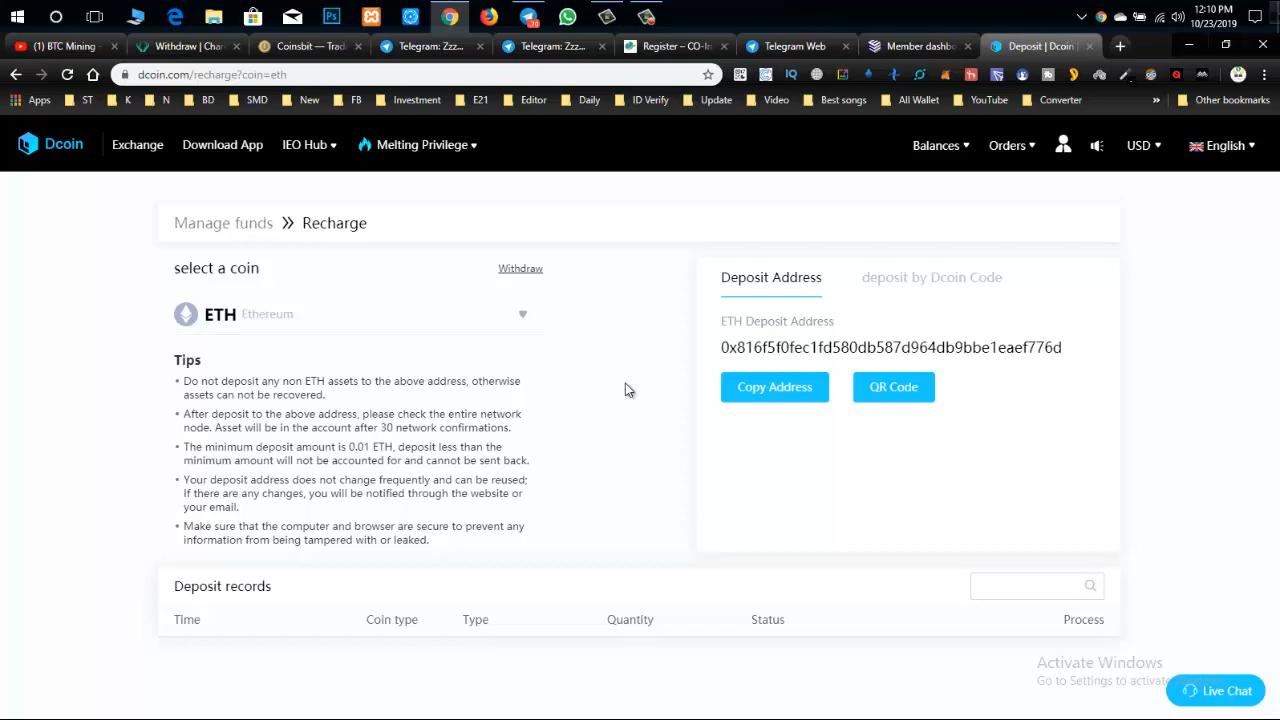 12:10 PM
10/23/2019
(1) BTC Mining -
Withdraw | Chan
Coinsbit — Trad
Telegram: Zzz...
Telegram: Zzz...
Register – CO-In
Telegram Web
Member dashbo
Deposit | Dcoin
dcoin.com/recharge?coin=eth
Apps ST K N BD SMD New FB Investment E21 Editor Daily ID Verify Update Video Best songs All Wallet YouTube Converter » Other bookmarks
Dcoin Exchange Download App IEO Hub Melting Privilege Balances Orders USD English
Manage funds » Recharge
select a coin Withdraw
ETH Ethereum
Tips
• Do not deposit any non ETH assets to the above address, otherwise
assets can not be recovered.
• After deposit to the above address, please check the entire network
node. Asset will be in the account after 30 network confirmations.
• The minimum deposit amount is 0.01 ETH, deposit less than the
minimum amount will not be accounted for and cannot be sent back.
• Your deposit address does not change frequently and can be reused;
If there are any changes, you will be notified through the website or
your email.
• Make sure that the computer and browser are secure to prevent any
information from being tampered with or leaked.
Deposit Address deposit by Dcoin Code
ETH Deposit Address
0x816f5f0fec1fd580db587d964db9bbe1eaef776d
Copy Address QR Code
Deposit records
Time Coin type Type Quantity Status Process
Activate Windows
Go to Settings to activate
Live Chat